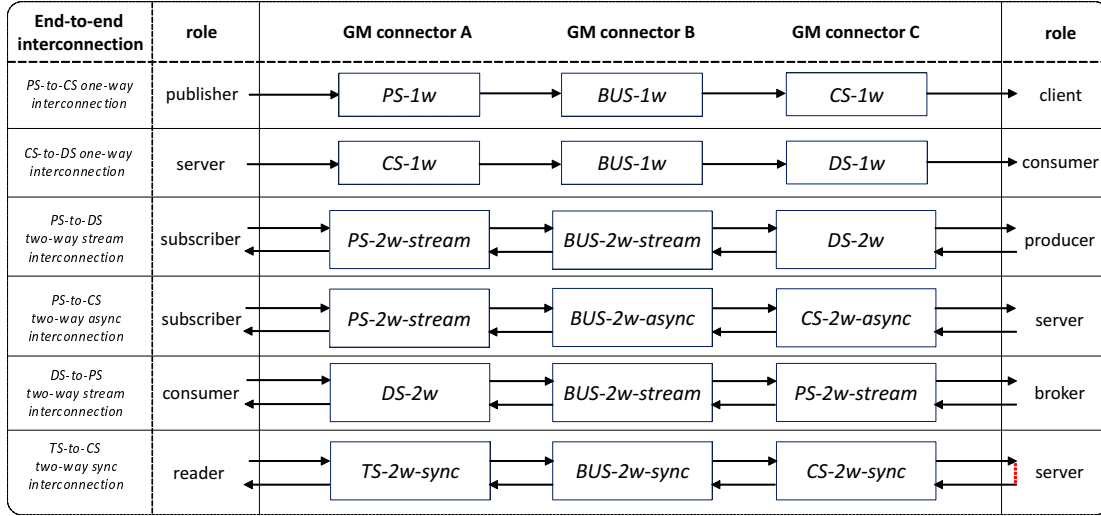 End-to-end
interconnection
role
GM connector A
GM connector B
GM connector C
role
PS-to-CS one-way
interconnection
publisher
PS-1w
BUS-1w
CS-1w
client
CS-to-DS one-way
interconnection
server
CS-1w
BUS-1w
DS-1w
consumer
PS-to-DS
two-way stream
interconnection
subscriber
PS-2w-stream
BUS-2w-stream
DS-2w
producer
PS-to-CS
two-way async
interconnection
subscriber
PS-2w-stream
BUS-2w-async
CS-2w-async
server
DS-to-PS
two-way stream
interconnection
consumer
DS-2w
BUS-2w-stream
PS-2w-stream
broker
TS-to-CS
two-way sync
interconnection
reader
TS-2w-sync
BUS-2w-sync
CS-2w-sync
server